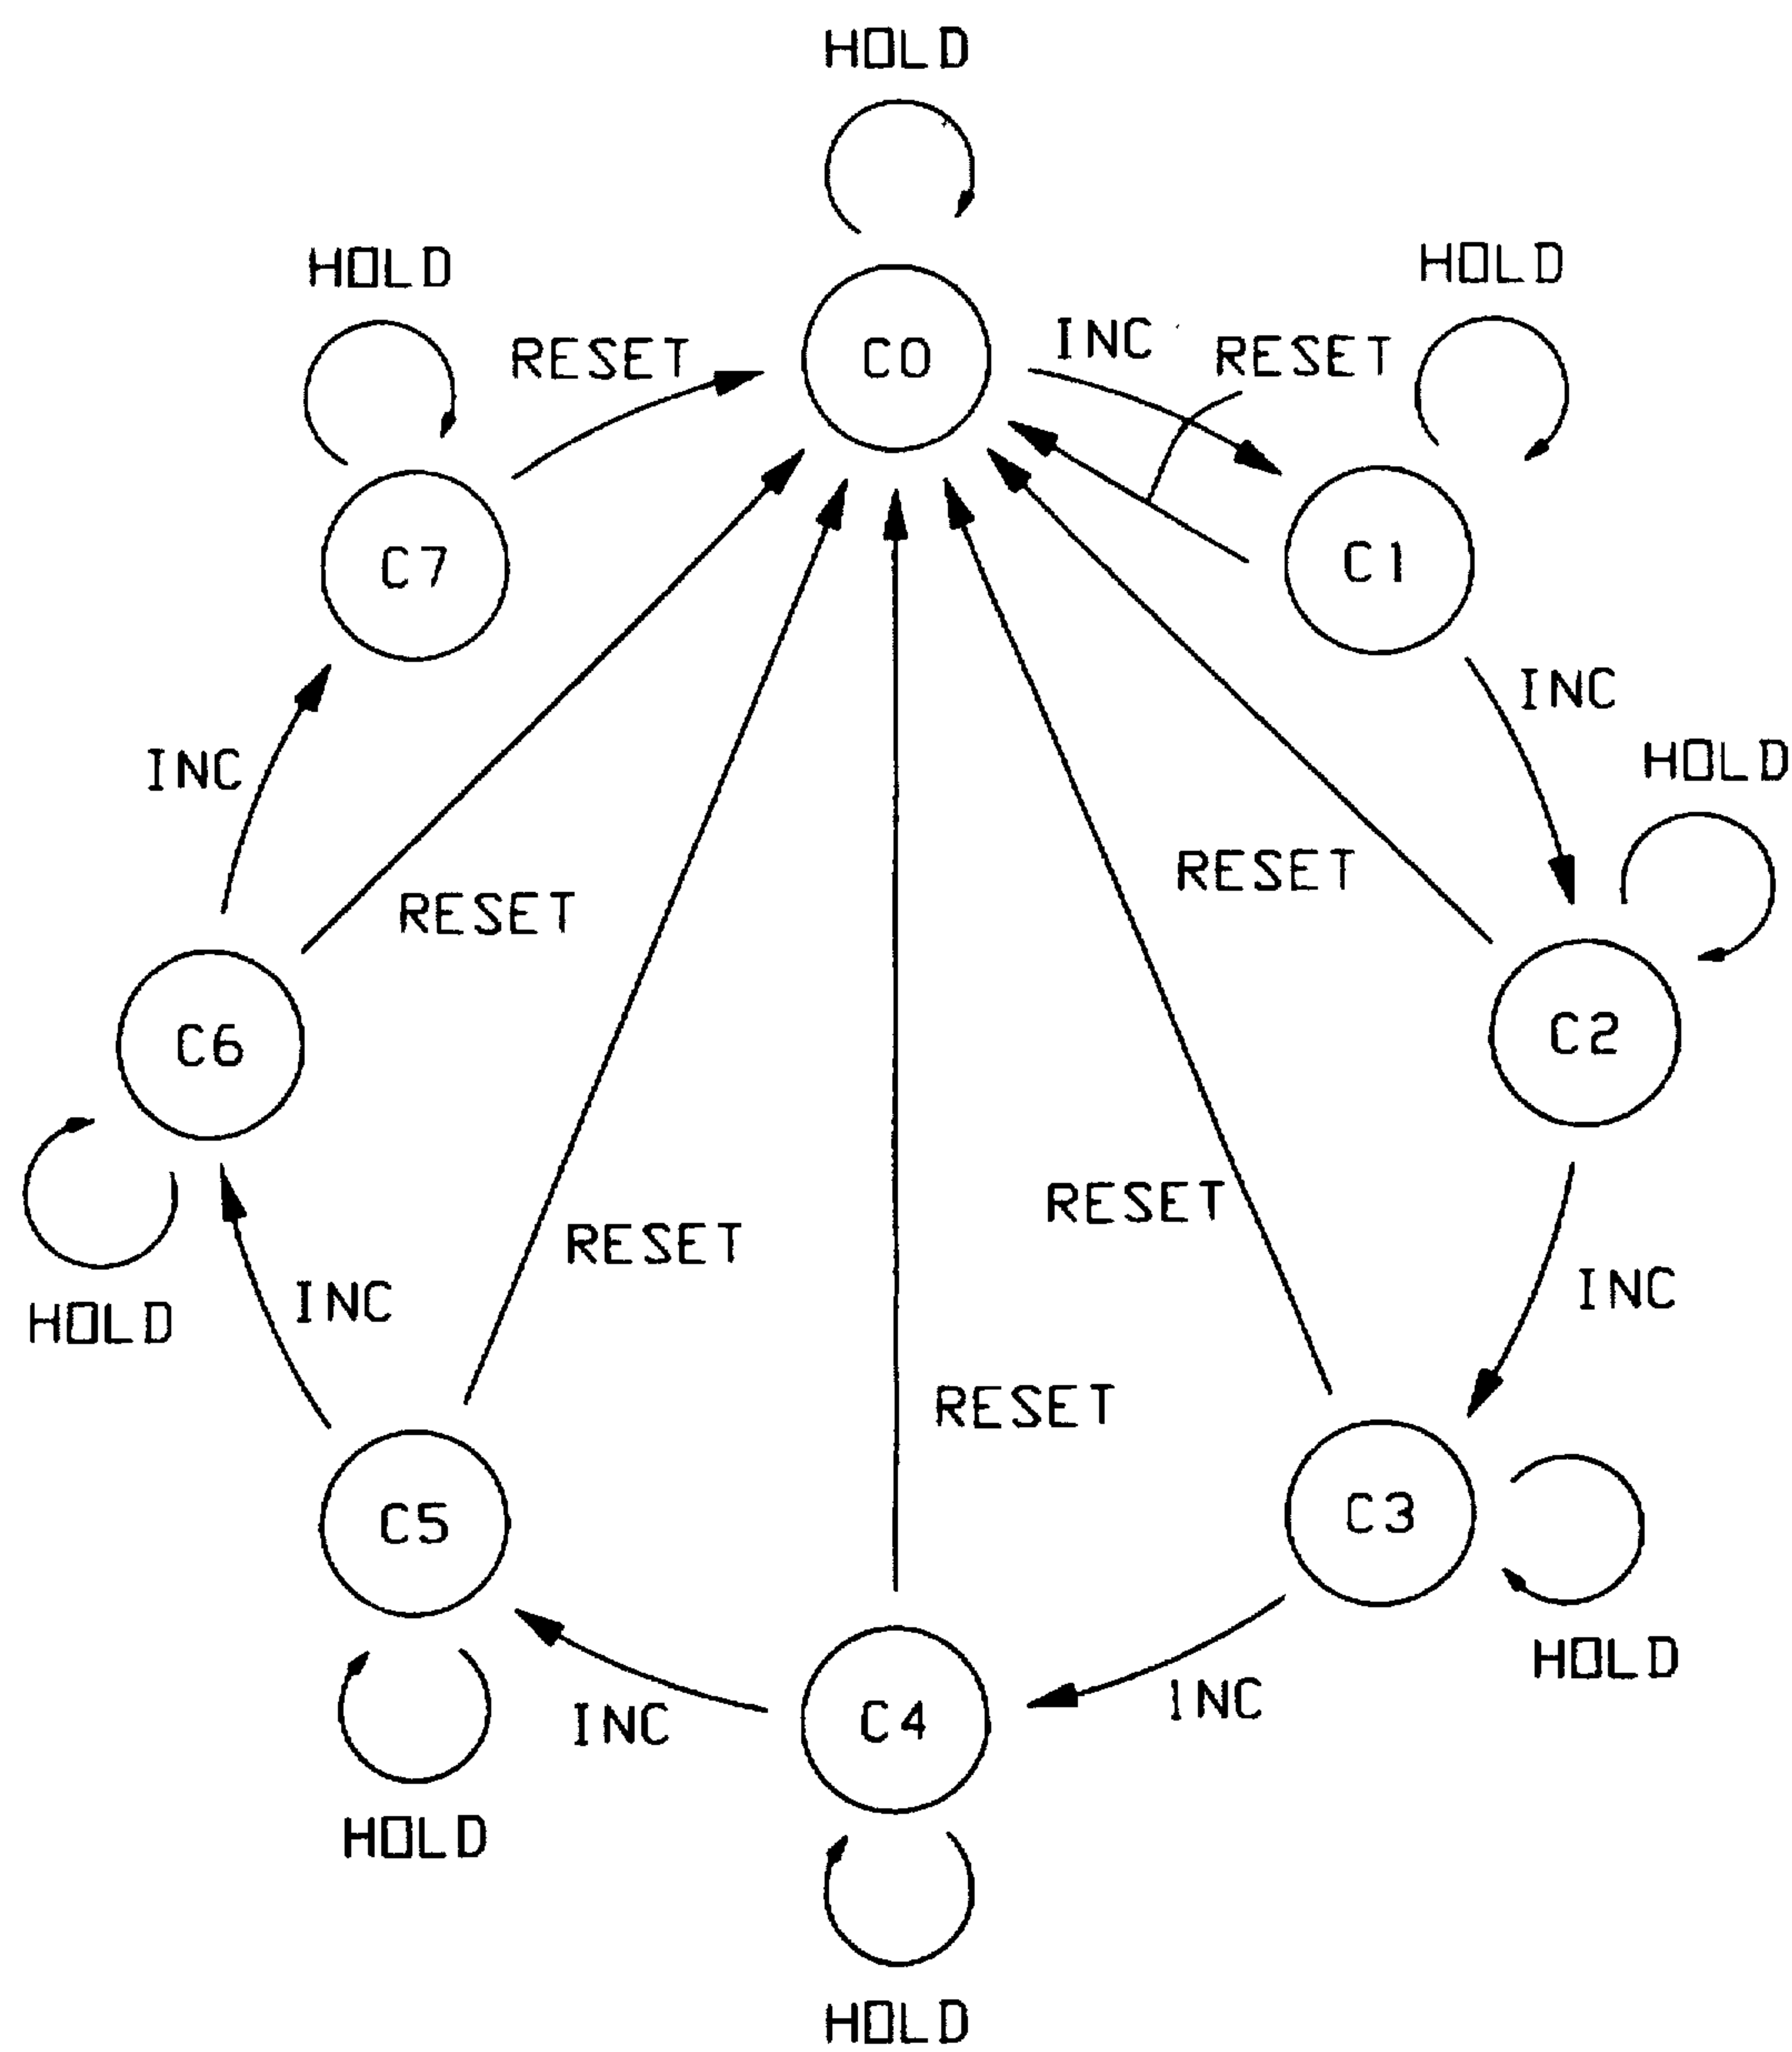 HOLD
HOLD
HOLD
INC
RESET
RESET
C0
C7
C1
INC
HOLD
INC
RESET
RESET
C6
C2
RESET
RESET
INC
INC
HOLD
RESET
C5
C3
HOLD
INC
INC
C4
HOLD
HOLD